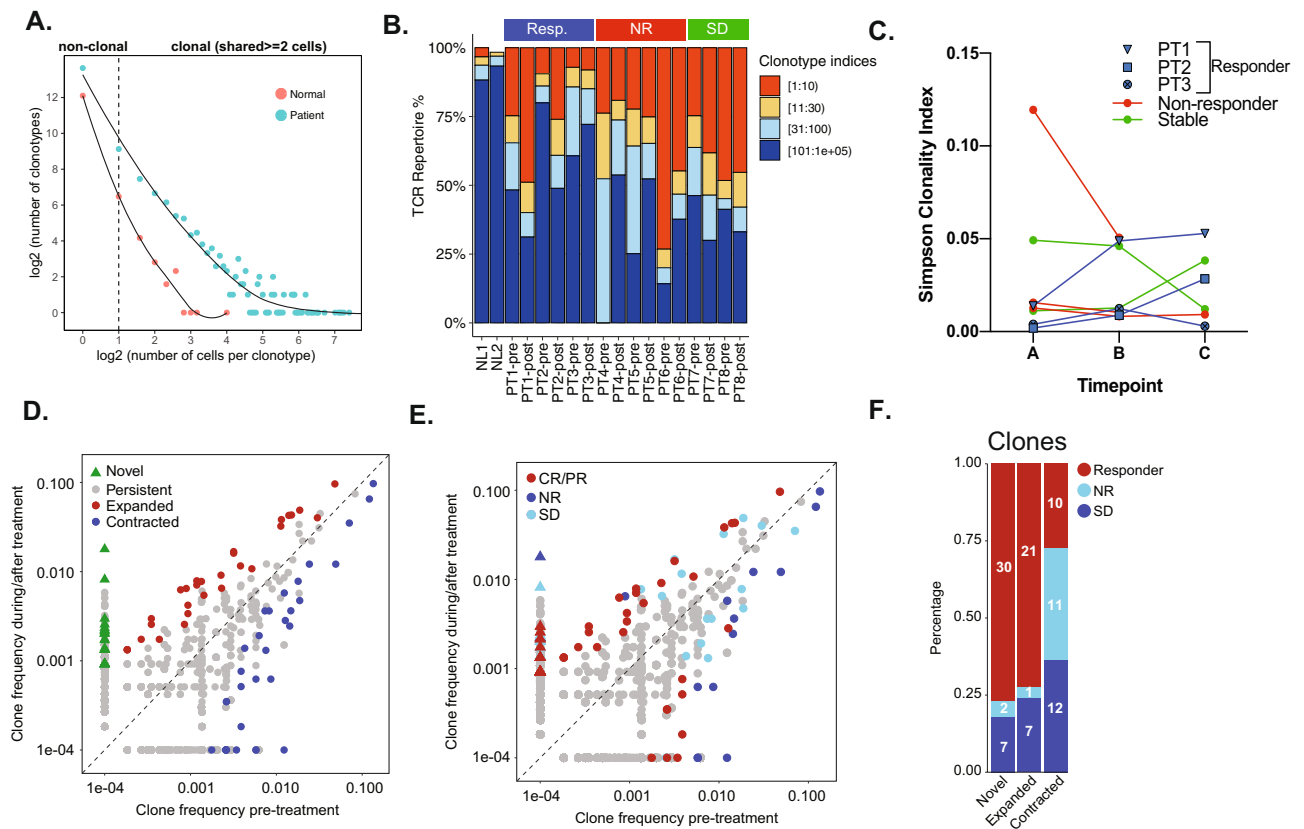 A.
non-clonal
clonal (shared>=2 cells)
Normal
Patient
log2 (number of clonotypes)
12
10
8
6
4
2
0
0
1
2
3
4
5
6
7
log2 (number of cells per clonotype)
B.
Resp.
NR
SD
TCR Repertoire %
100%
75%
50%
25%
0%
Clonotype indices
[1:10)
[11:30)
[31:100)
[101:1e+05)
NL1
NL2
PT1-pre
PT1-post
PT2-pre
PT2-post
PT3-pre
PT3-post
PT4-pre
PT4-post
PT5-pre
PT5-post
PT6-pre
PT6-post
PT7-pre
PT7-post
PT8-pre
PT8-post
C.
PT1
PT2
PT3
Responder
Non-responder
Stable
Simpson Clonality Index
0.15
0.10
0.05
0.00
A
B
C
Timepoint
D.
Novel
Persistent
Expanded
Contracted
Clone frequency during/after treatment
0.100
0.010
0.001
1e-04
1e-04
0.001
0.010
0.100
Clone frequency pre-treatment
E.
CR/PR
NR
SD
Clone frequency during/after treatment
0.100
0.010
0.001
1e-04
1e-04
0.001
0.010
0.100
Clone frequency pre-treatment
F.
Clones
Responder
NR
SD
Percentage
1.00
0.75
0.50
0.25
0.00
30
2
7
21
1
7
10
11
12
Novel
Expanded
Contracted